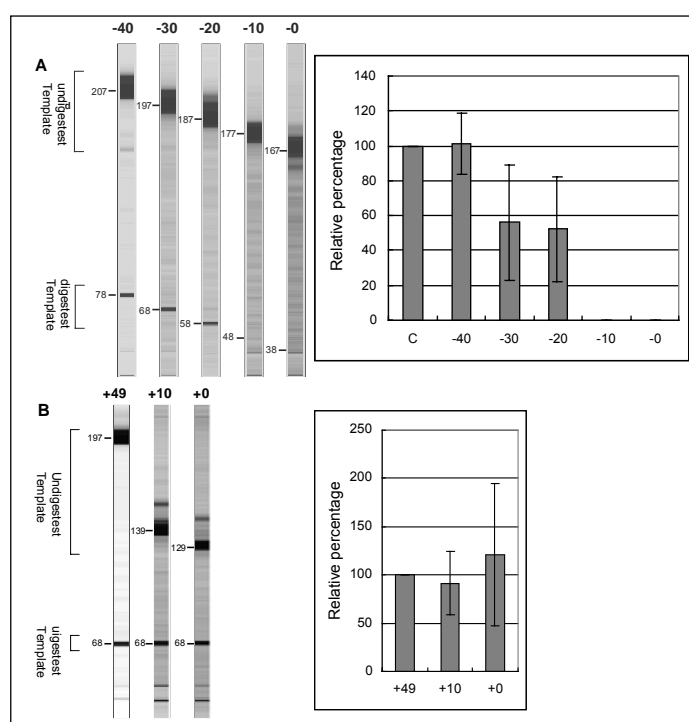 -40 -30 -20 -10 -0
A
undigestest
Template
207
197
187
177
167
digestest
Template
78
68
58
48
38
Relative percentage
140
120
100
80
60
40
20
0
C -40 -30 -20 -10 -0
B
+49 +10 +0
Undigestest
Template
197
139
129
uigestest
Template
68
68
68
Relative percentage
250
200
150
100
50
0
+49 +10 +0